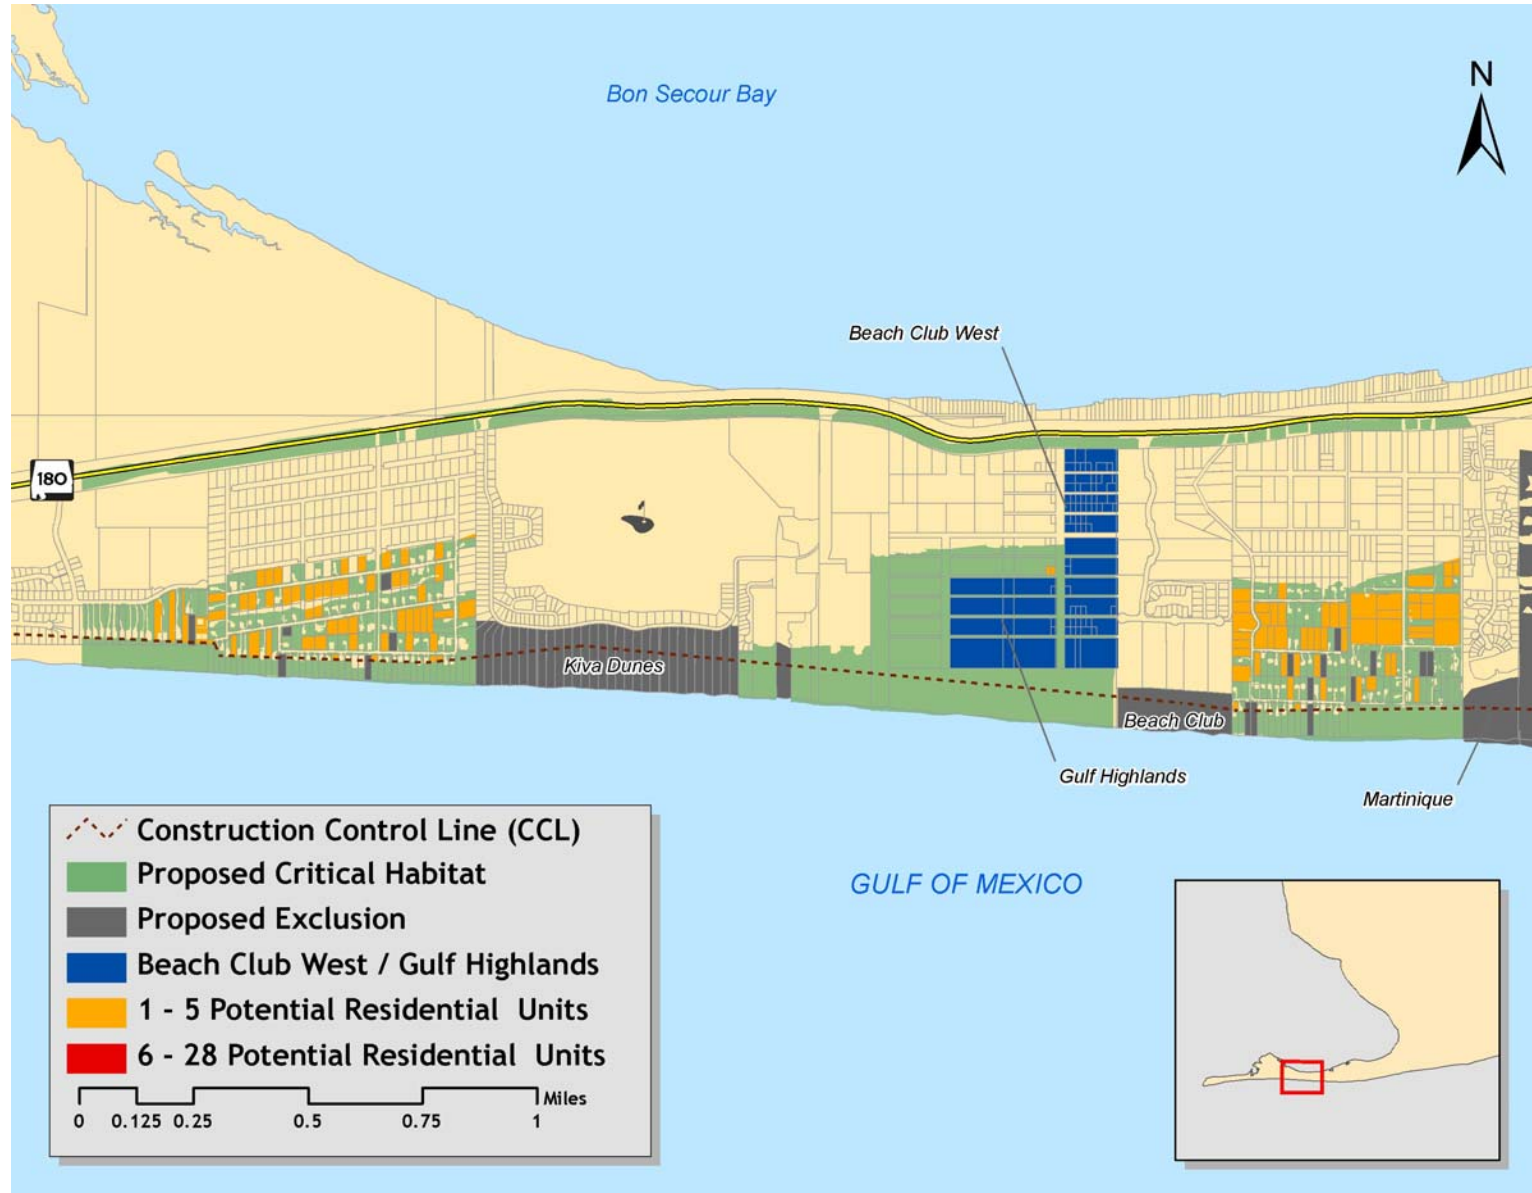 Bon Secour Bay
N
Beach Club West
180
Kiva Dunes
Beach Club
Gulf Highlands
Martinique
GULF OF MEXICO
Construction Control Line (CCL)
Proposed Critical Habitat
Proposed Exclusion
Beach Club West / Gulf Highlands
1 - 5 Potential Residential Units
6 - 28 Potential Residential Units
Miles
0 0.125 0.25 0.5 0.75 1